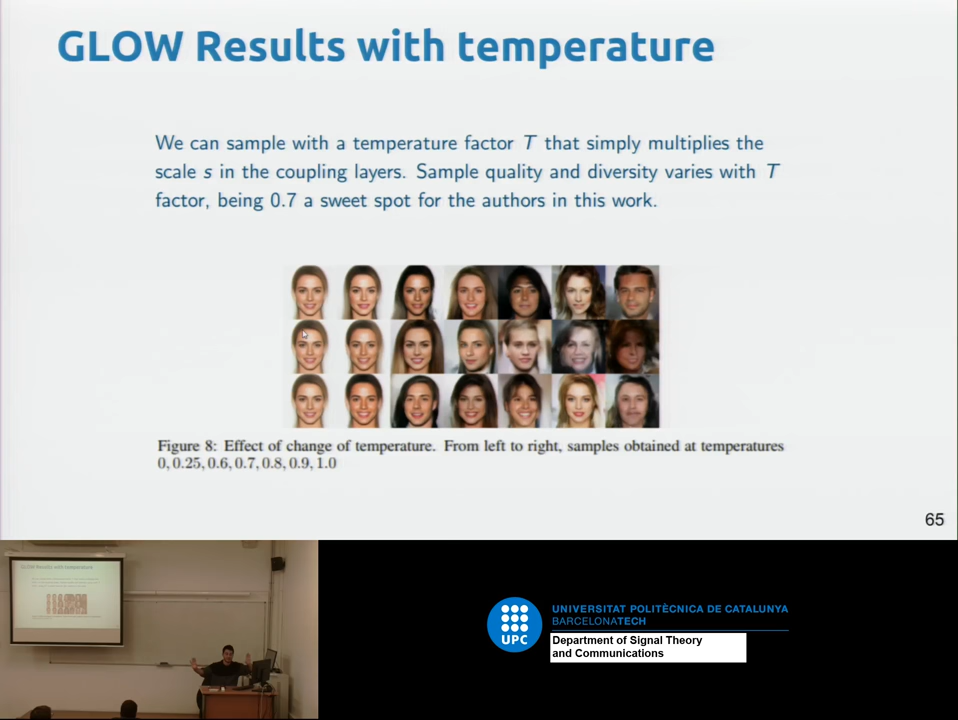 GLOW Results with temperature
We can sample with a temperature factor T that simply multiplies the
scale s in the coupling layers. Sample quality and diversity varies with T
factor, being 0.7 a sweet spot for the authors in this work.
Figure 8: Effect of change of temperature. From left to right, samples obtained at temperatures
0, 0.25, 0.6, 0.7, 0.8, 0.9, 1.0
65
GLOW Results with temperature
UPC
UNIVERSITAT POLITÈCNICA DE CATALUNYA
BARCELONATECH
Department of Signal Theory
and Communications